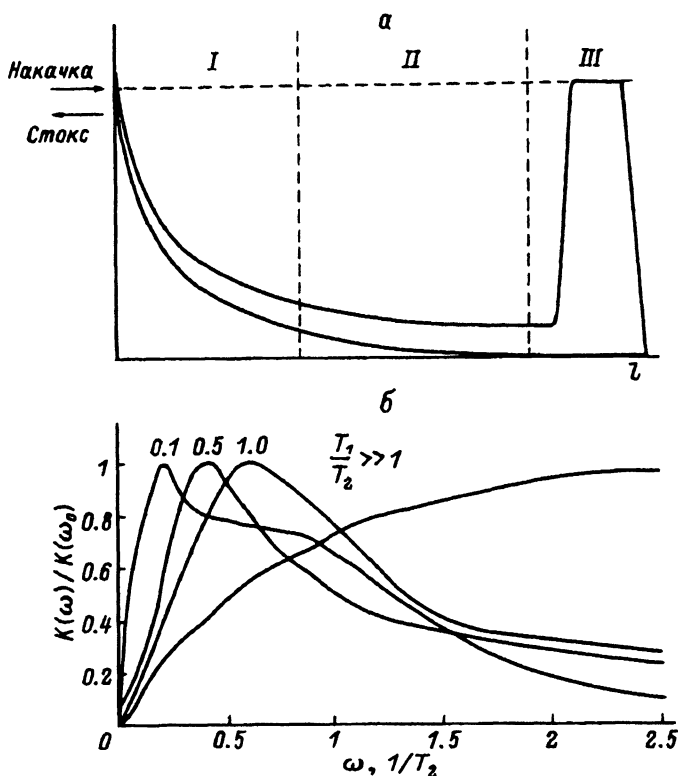 а
I II III
Накачка
Стокс
l
б
0.1 0.5 1.0 T₁/T₂ >> 1
K(ω)/K(ω₀)
1
0.8
0.6
0.4
0.2
0 0.5 1 1.5 2 2.5
ω, 1/T₂